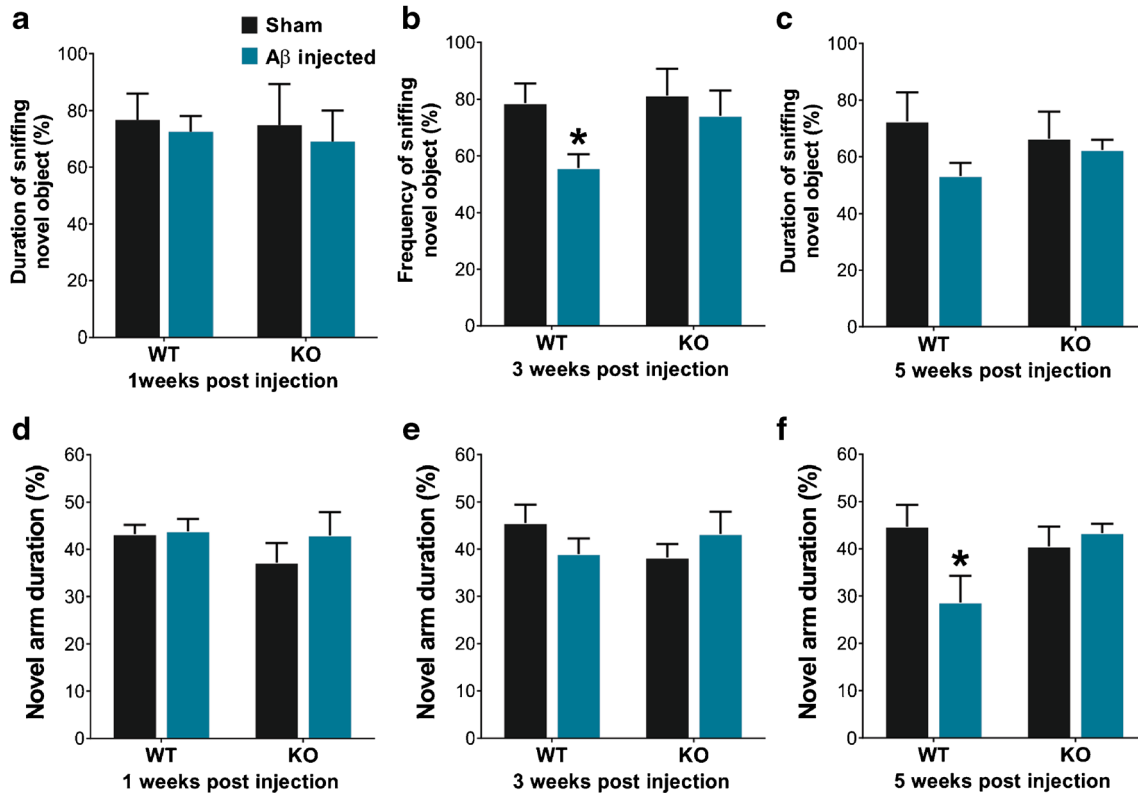 a
Sham
Aβ injected
Duration of sniffing
novel object (%)
100
80
60
40
20
0
WT
KO
1weeks post injection
b
Frequency of sniffing
novel object (%)
100
80
60
40
20
0
*
WT
KO
3 weeks post injection
c
Duration of sniffing
novel object (%)
100
80
60
40
20
0
WT
KO
5 weeks post injection
d
Novel arm duration (%)
60
50
40
30
20
10
0
WT
KO
1 weeks post injection
e
Novel arm duration (%)
60
50
40
30
20
10
0
WT
KO
3 weeks post injection
f
Novel arm duration (%)
60
50
40
30
20
10
0
*
WT
KO
5 weeks post injection